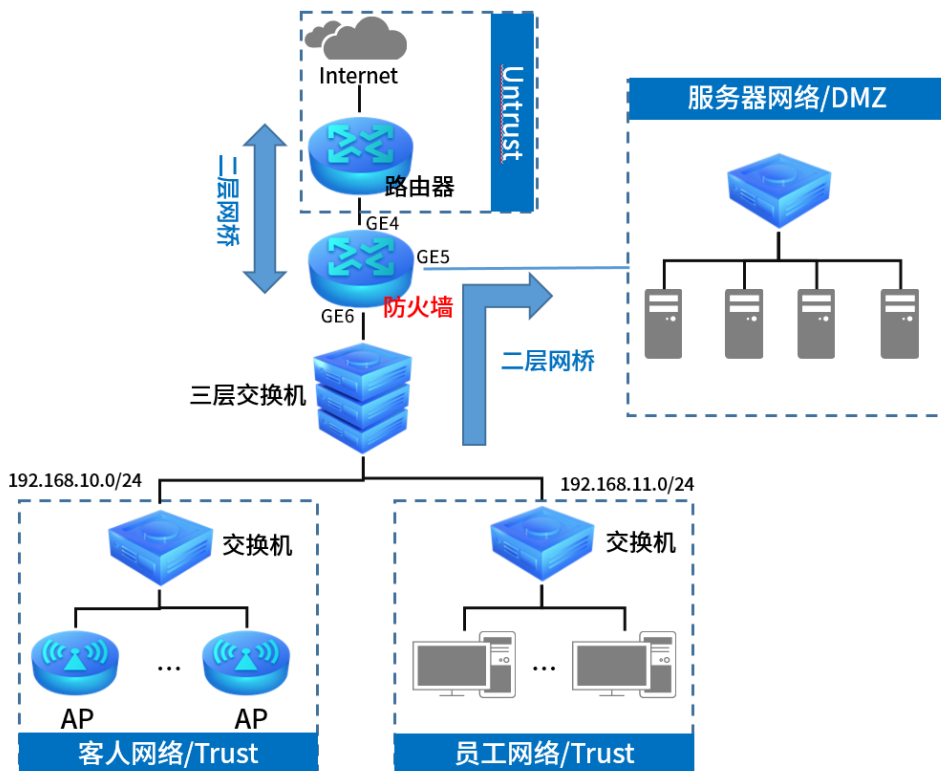 Internet
Untrust
路由器
二层网桥
服务器网络/DMZ
GE4
GE5
防火墙
GE6
二层网桥
三层交换机
192.168.10.0/24
192.168.11.0/24
交换机
交换机
...
...
AP
AP
客人网络/Trust
员工网络/Trust